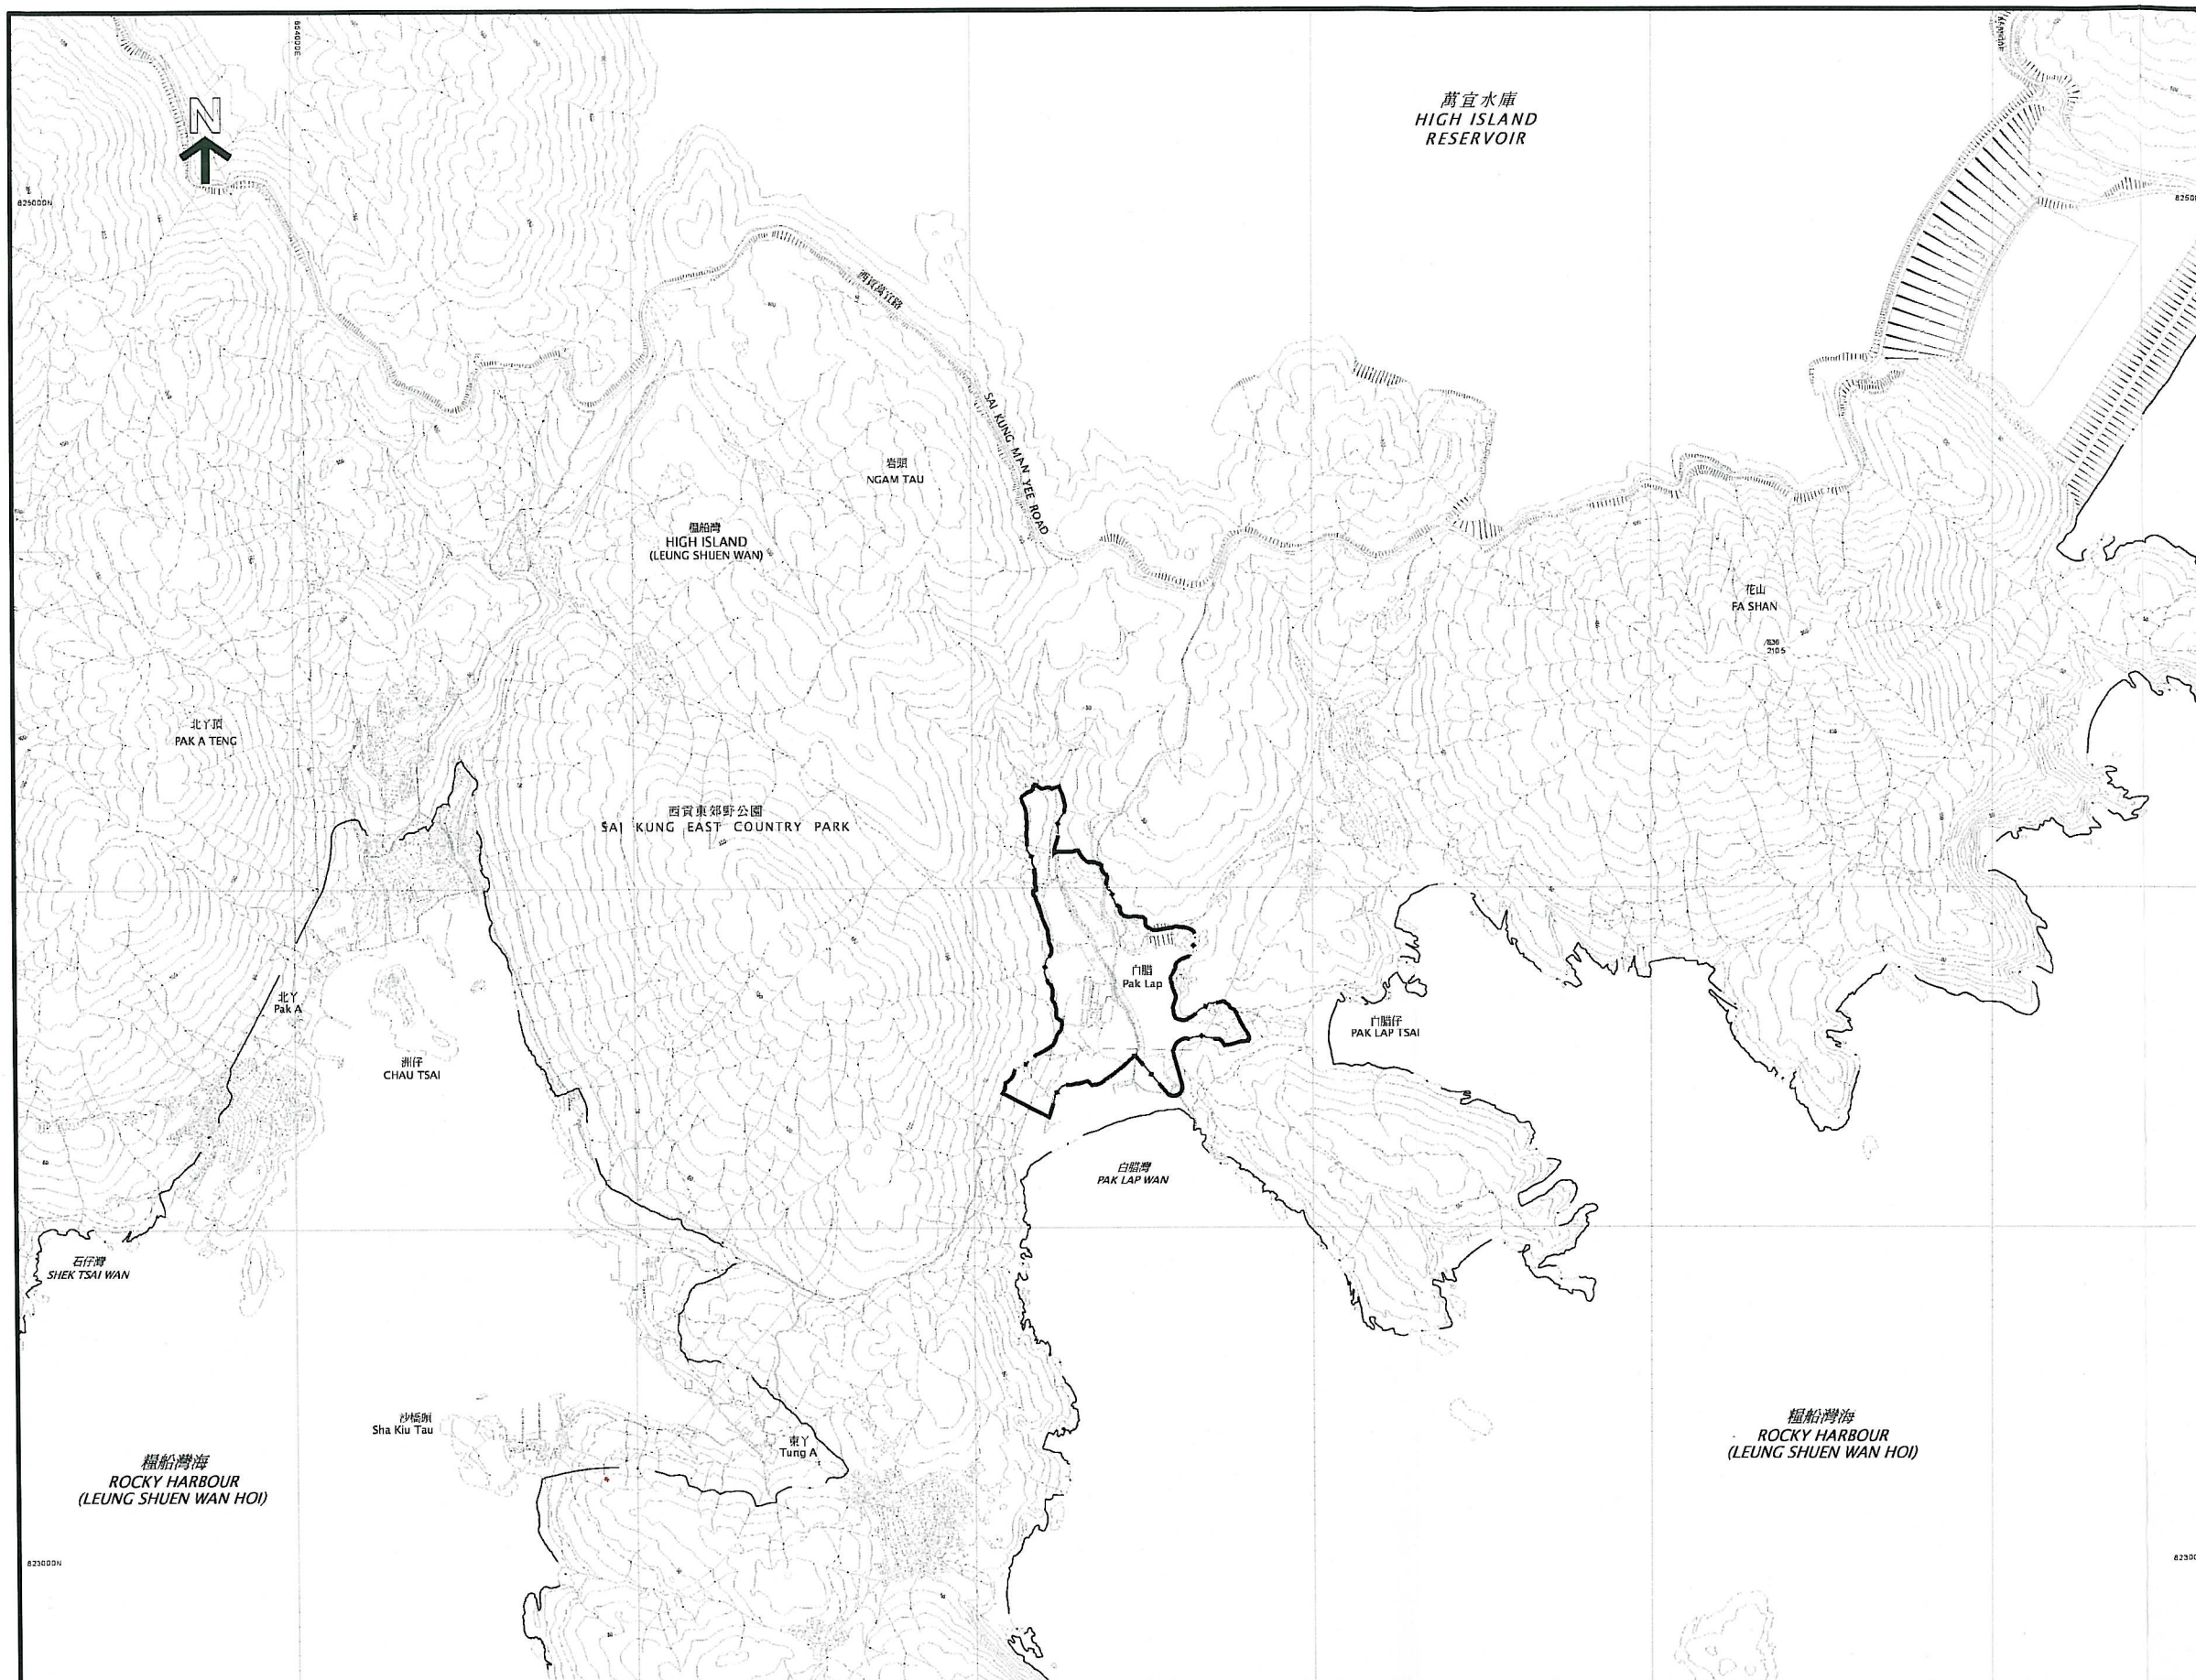 N
萬宜水庫
HIGH ISLAND
RESERVOIR
825000N
西貢萬宜路
SAI KUNG MAN YEE ROAD
岩頭
NGAM TAU
糧船灣
HIGH ISLAND
(LEUNG SHUEN WAN)
花山
FA SHAN
北丫頂
PAK A TENG
西貢東郊野公園
SAI KUNG EAST COUNTRY PARK
白腊
Pak Lap
北丫
Pak A
白腊仔
PAK LAP TSAI
洲仔
CHAU TSAI
白腊灣
PAK LAP WAN
石仔灣
SHEK TSAI WAN
沙橋頭
Sha Kiu Tau
東丫
Tung A
糧船灣海
ROCKY HARBOUR
(LEUNG SHUEN WAN HOI)
糧船灣海
ROCKY HARBOUR
(LEUNG SHUEN WAN HOI)
823000N